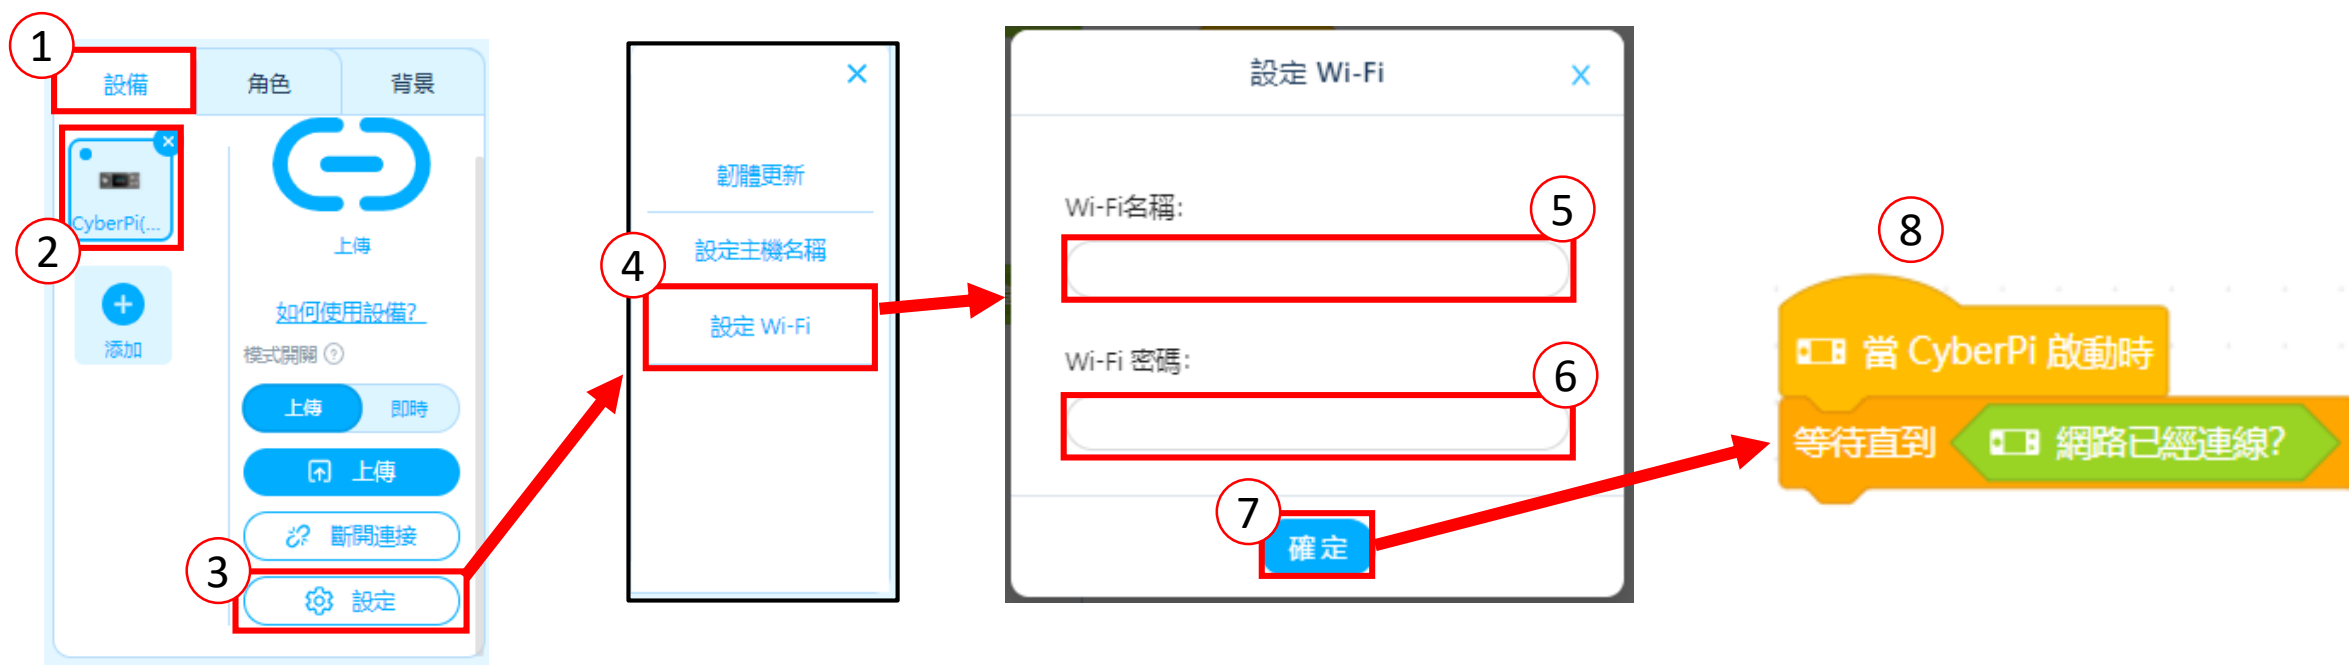 1
設備
角色
背景
2
CyberPi(...
添加
上傳
如何使用設備?
模式開關 ?
上傳
即時
上傳
斷開連接
3
設定
韌體更新
設定主機名稱
4
設定 Wi-Fi
設定 Wi-Fi
Wi-Fi名稱:
5
Wi-Fi 密碼:
6
7
確定
8
當 CyberPi 啟動時
等待直到 網路已經連線?